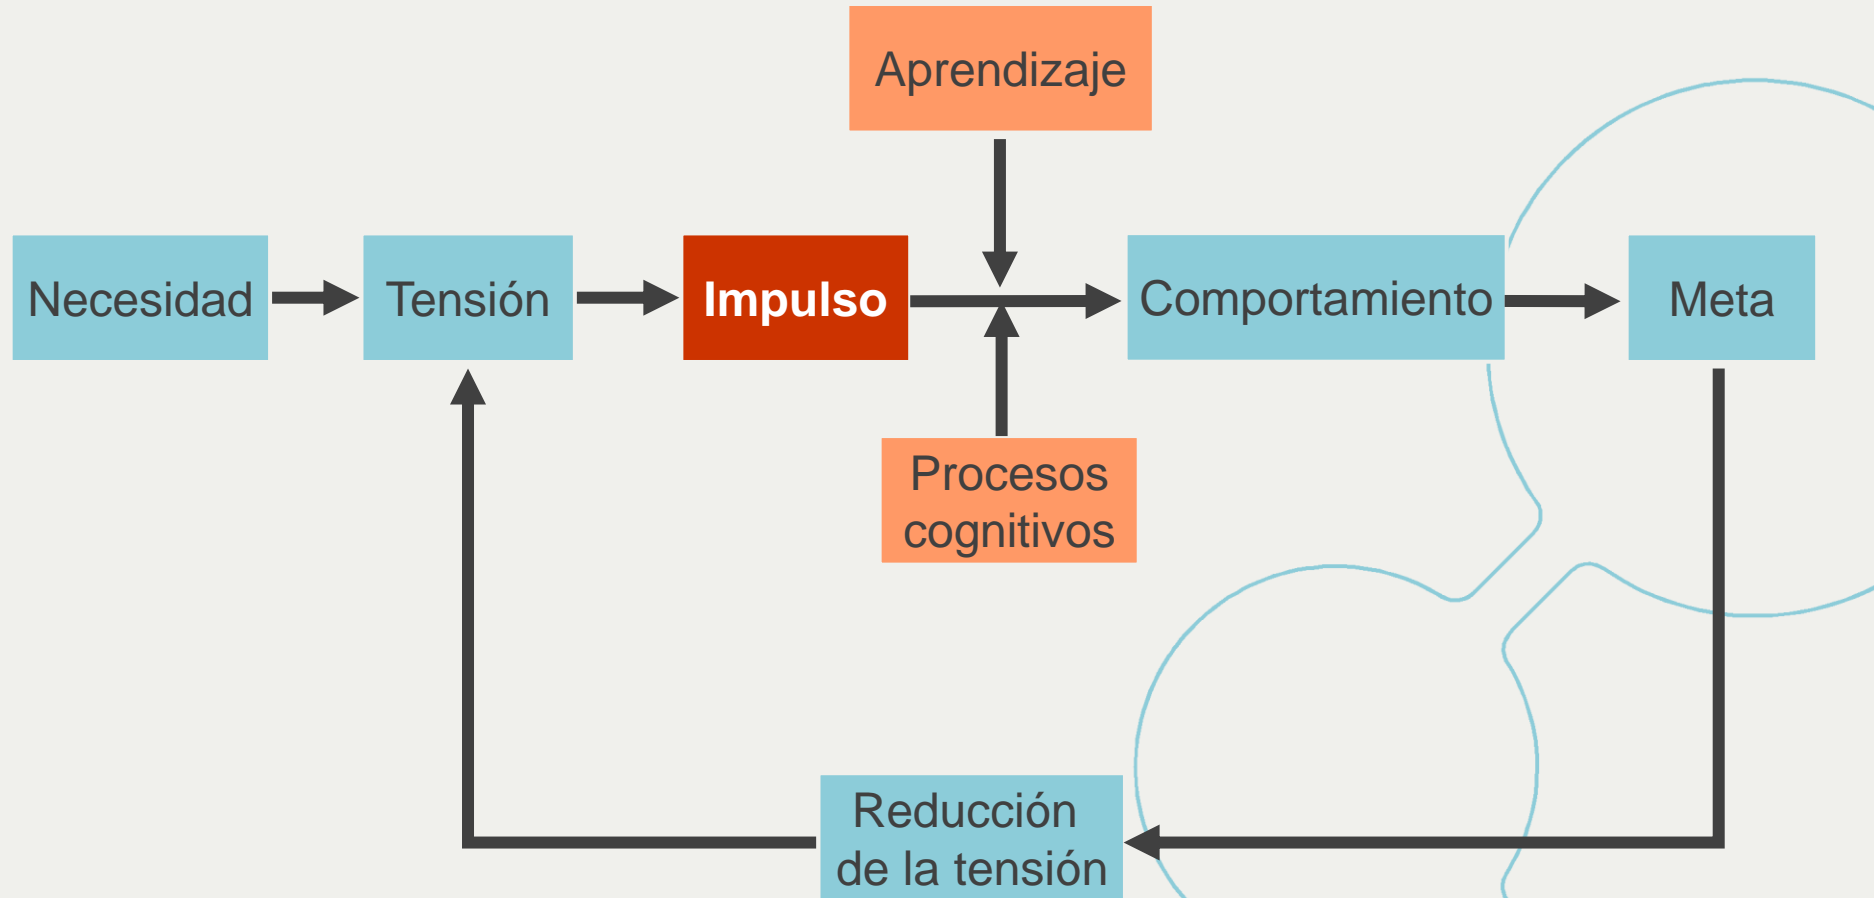 Aprendizaje
Necesidad
Tensión
Impulso
Comportamiento
Meta
Procesos
cognitivos
Reducción
de la tensión